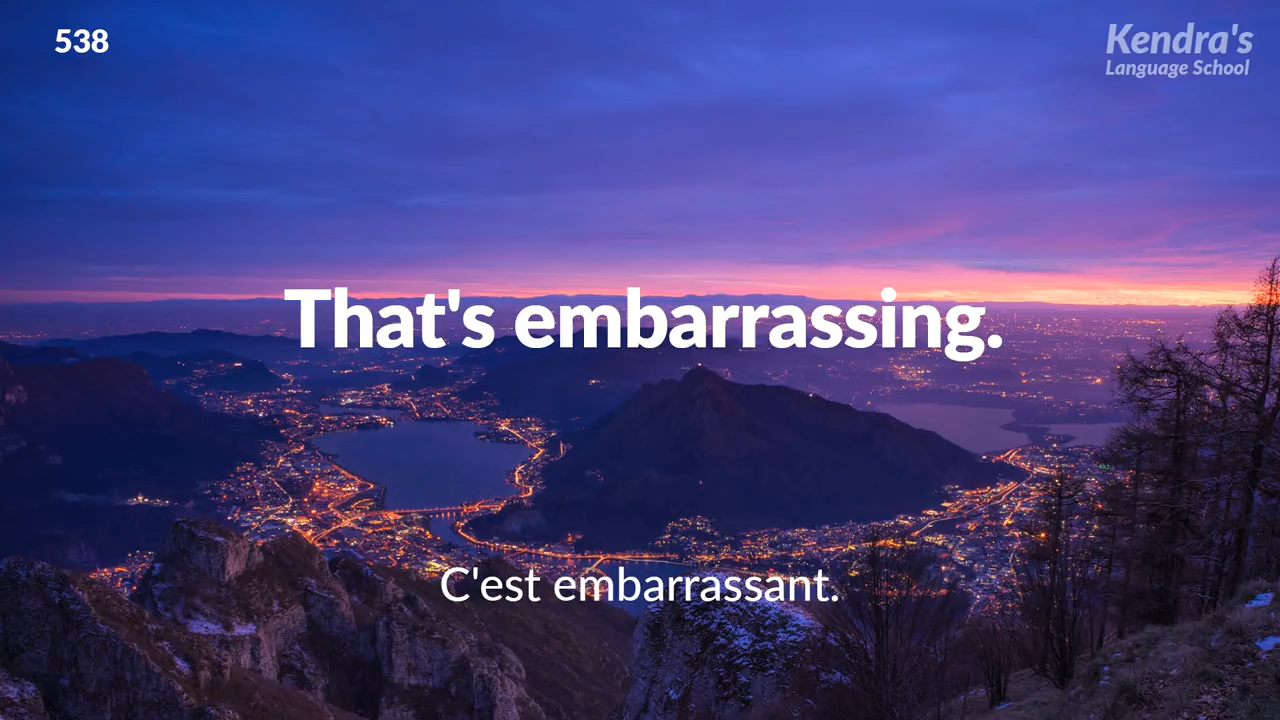 538
Kendra's
Language School
That's embarrassing.
C'est embarrassant.